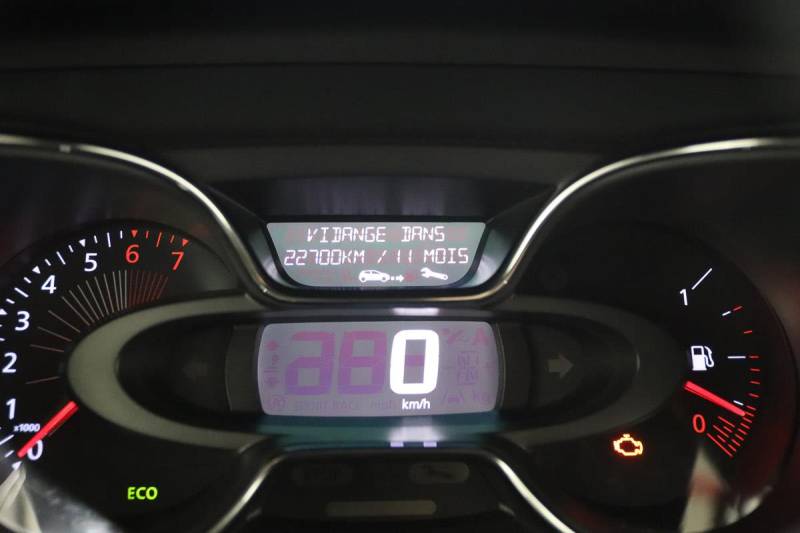 VIDANGE DANS
22700KM / 11 MOIS
0
km/h
7
6
5
4
3
2
1
x1000
0
ECO
1
0